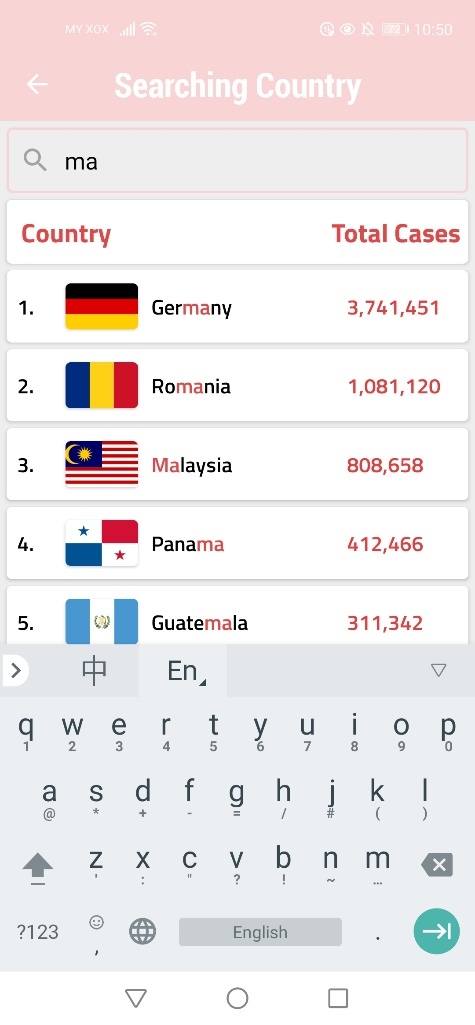 MY XOX 10:50
Searching Country
ma
Country Total Cases
1. Germany 3,741,451
2. Romania 1,081,120
3. Malaysia 808,658
4. Panama 412,466
5. Guatemala 311,342
中 En
q w e r t y u i o p
1 2 3 4 5 6 7 8 9 0
a s d f g h j k l
@ * + - = / # ( )
z x c v b n m
' : " ? ! ~ …
?123 , English .